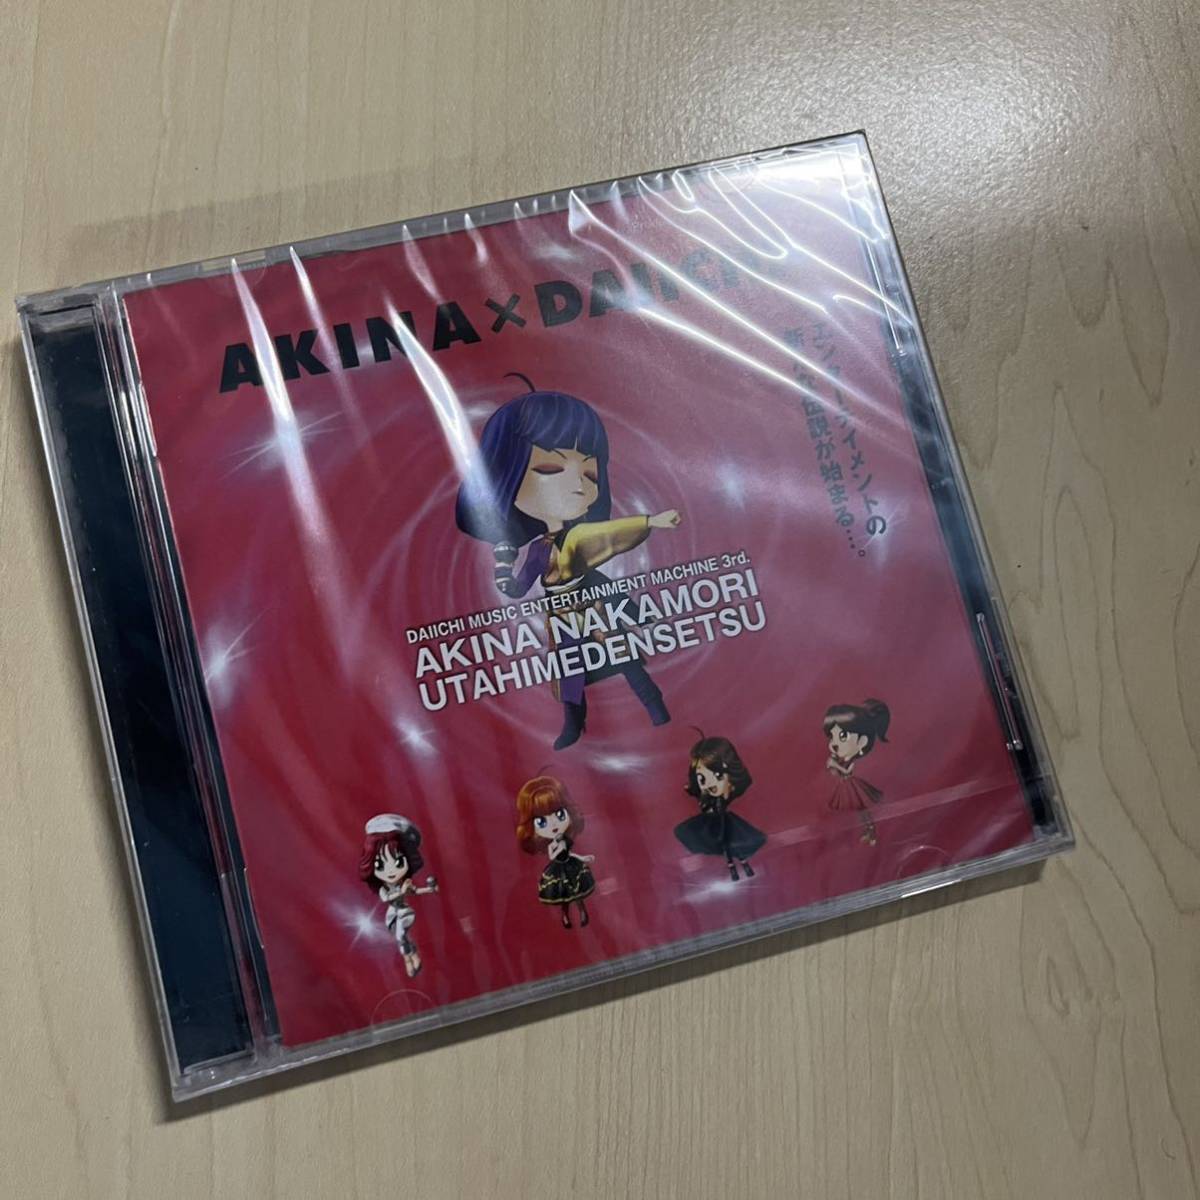 AKINA×DAIICHI
エンターテイメントの
新たな伝説が始まる…。
DAIICHI MUSIC ENTERTAINMENT MACHINE 3rd.
AKINA NAKAMORI
UTAHIMEDENSETSU